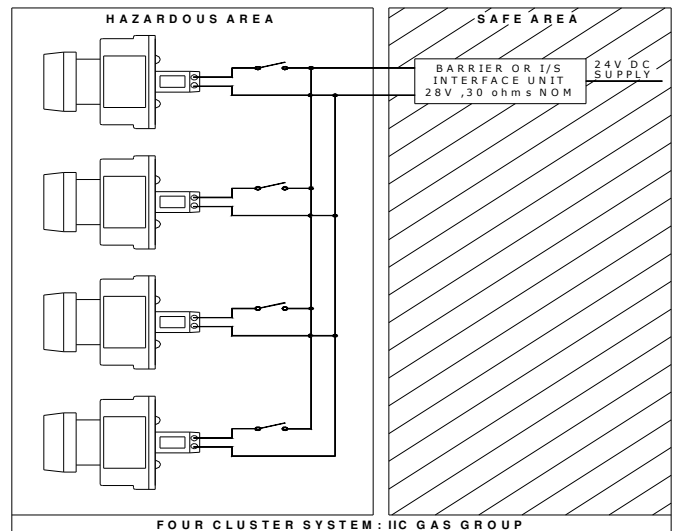 HAZARDOUS AREA
SAFE AREA
BARRIER OR I/S
INTERFACE UNIT
28V ,30 ohms NOM
24V DC
SUPPLY
FOUR CLUSTER SYSTEM: IIC GAS GROUP